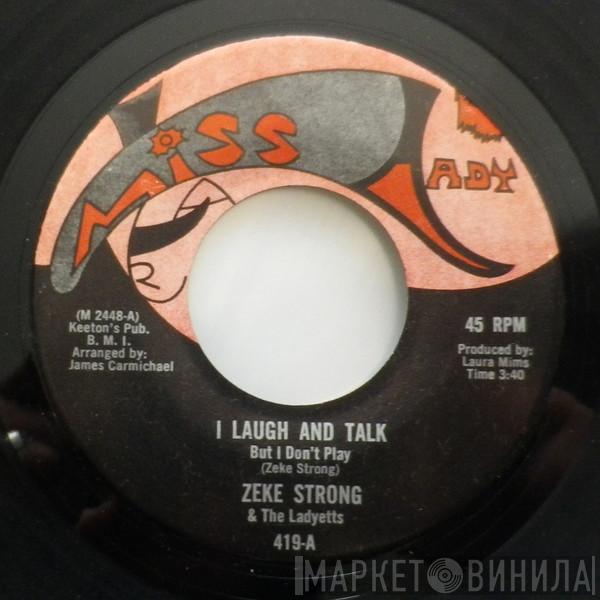 MiSS LADY
(M 2448-A)
Keeton's Pub.
B. M. I.
Arranged by:
James Carmichael
45 RPM
Produced by:
Laura Mims
Time 3:40
I LAUGH AND TALK
But I Don't Play
(Zeke Strong)
ZEKE STRONG
& The Ladyetts
419-A
МАРКЕТ ВИНИЛА